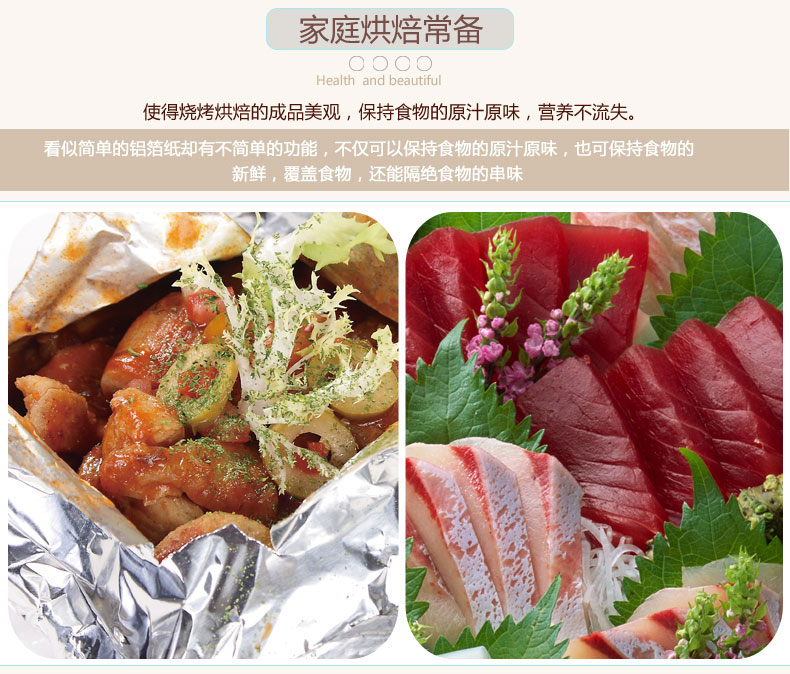 家庭烘焙常备
Health and beautiful
使得烧烤烘焙的成品美观，保持食物的原汁原味，营养不流失。
看似简单的铝箔纸却有不简单的功能，不仅可以保持食物的原汁原味，也可保持食物的
新鲜，覆盖食物，还能隔绝食物的串味